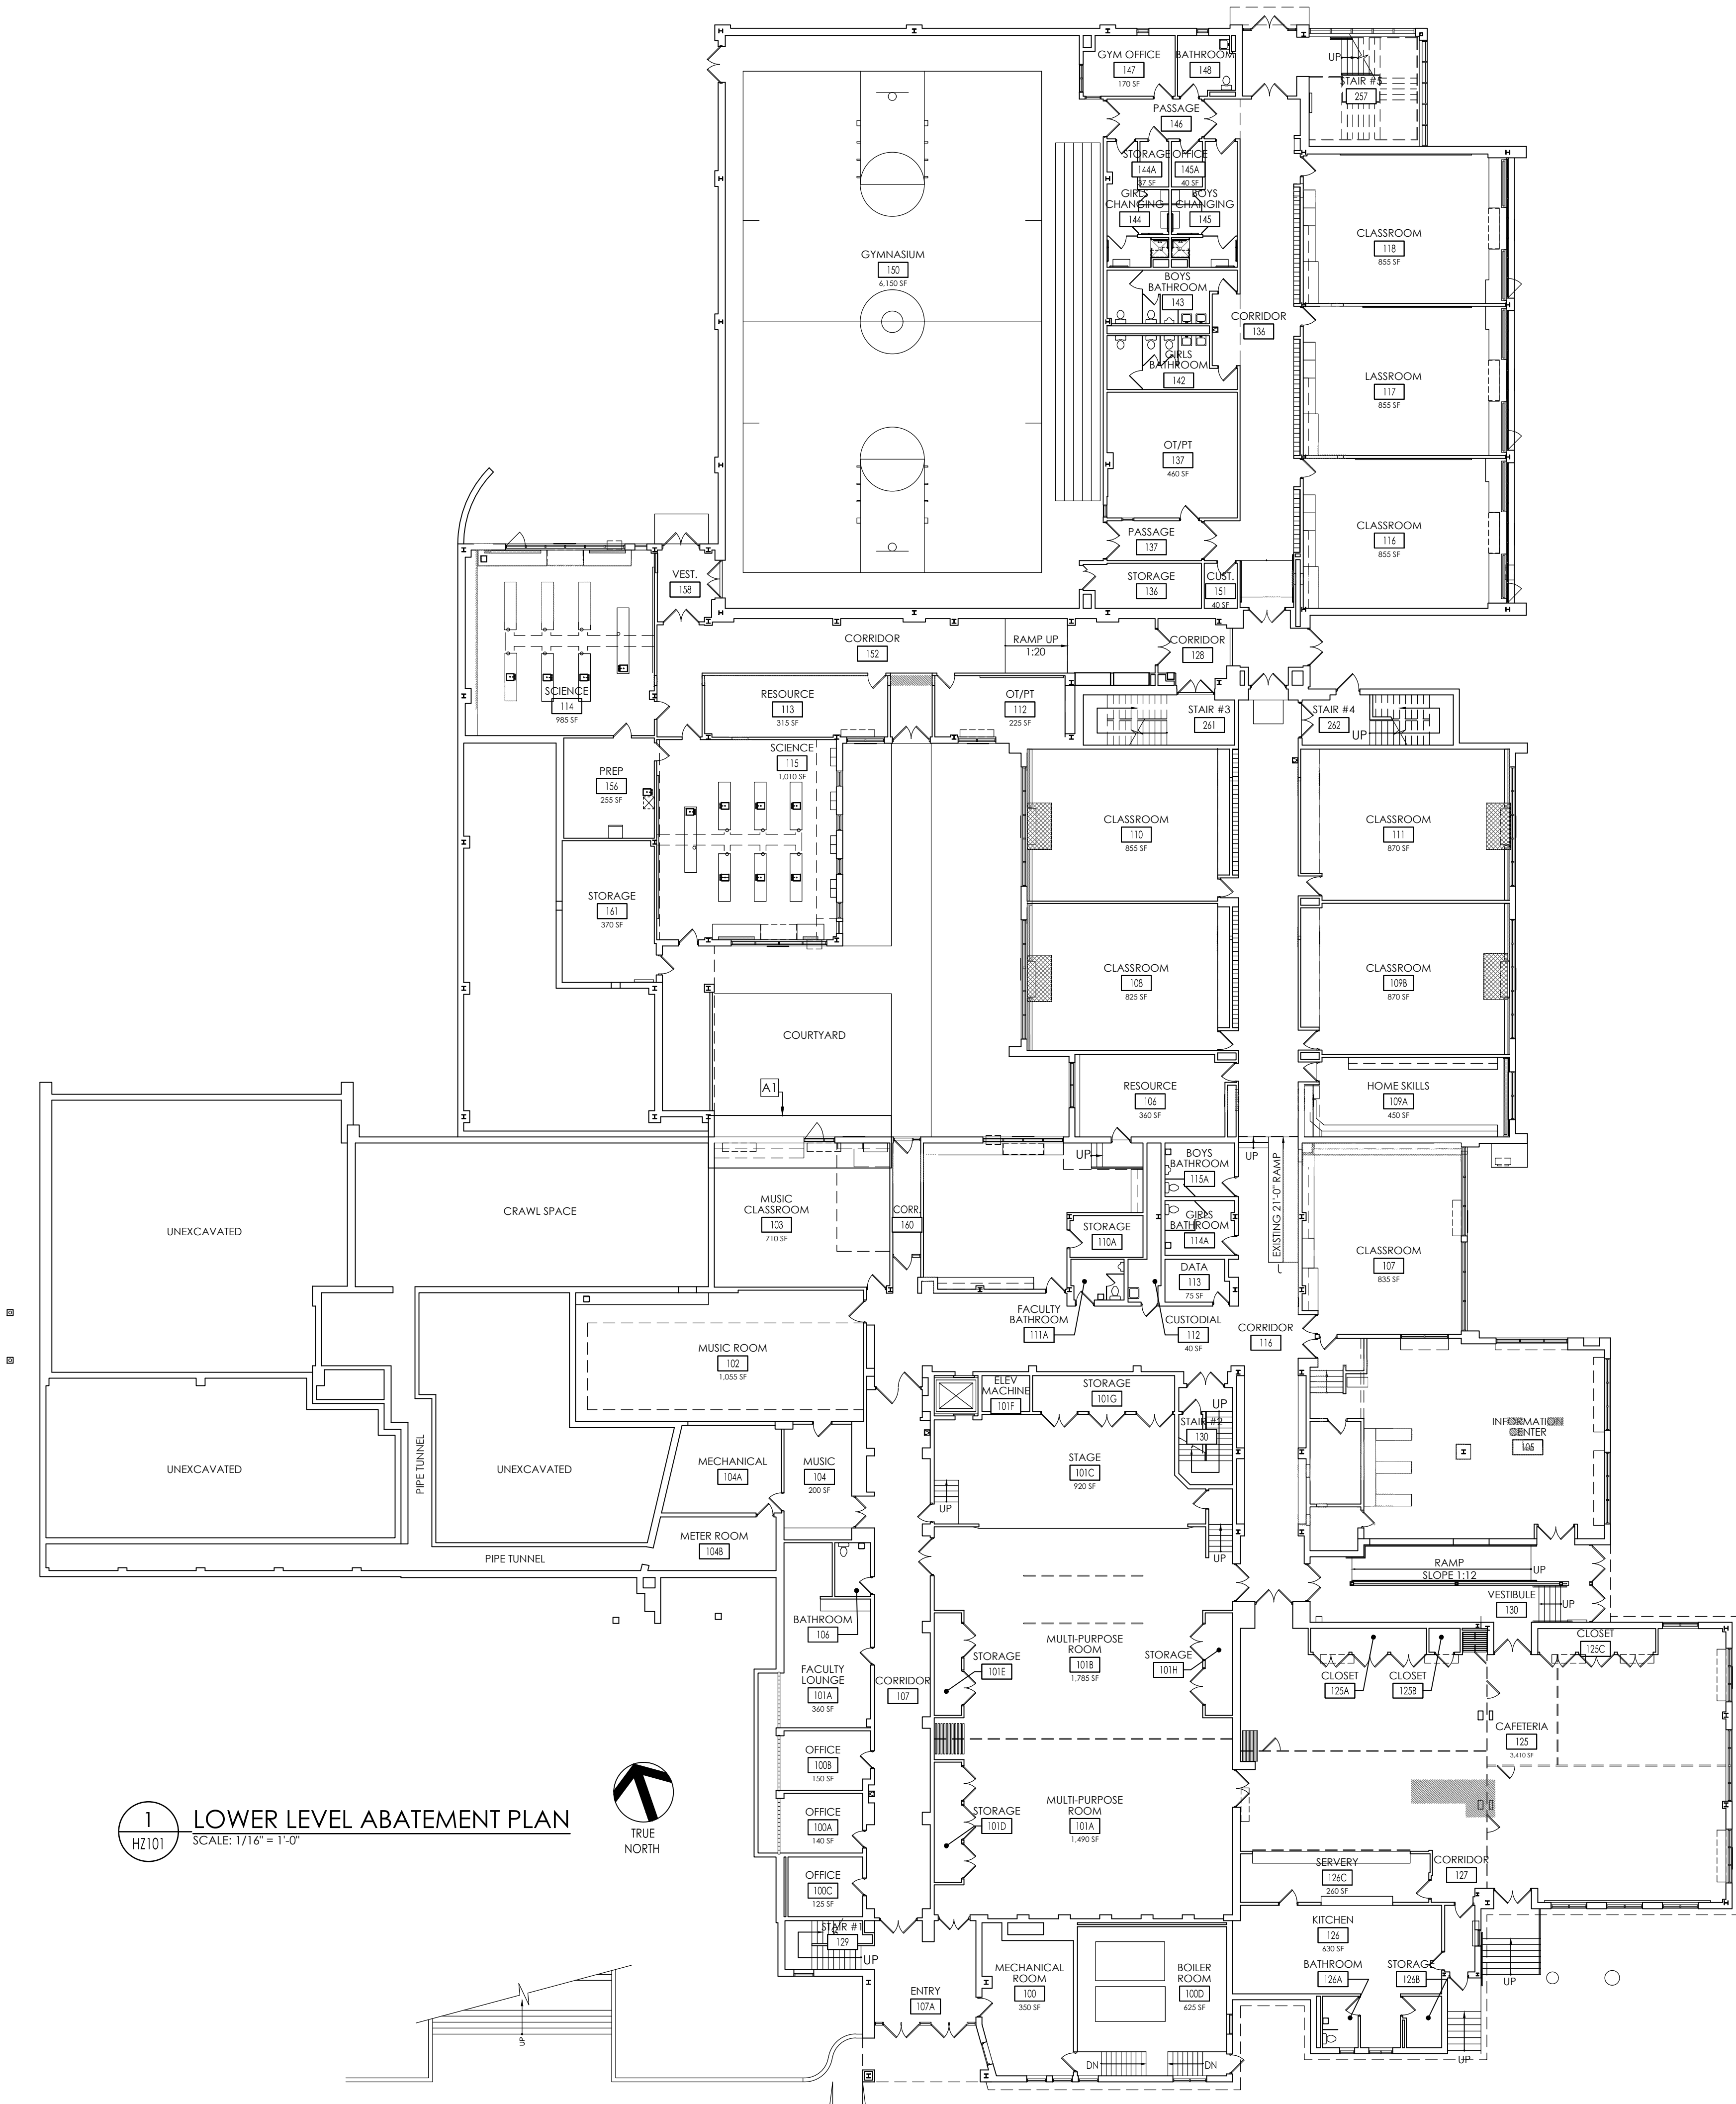 GYM OFFICE
147
170 SF
BATHROOM
148
UP
STAIR #5
257
PASSAGE
146
STORAGE
144A
37 SF
OFFICE
145A
40 SF
GIRLS
CHANGING
144
BOYS
CHANGING
145
CLASSROOM
118
855 SF
GYMNASIUM
150
6,150 SF
BOYS
BATHROOM
143
CORRIDOR
136
GIRLS
BATHROOM
142
LASSROOM
117
855 SF
OT/PT
137
460 SF
CLASSROOM
116
855 SF
PASSAGE
137
VEST.
158
STORAGE
136
CUST.
151
40 SF
CORRIDOR
152
RAMP UP
1:20
CORRIDOR
128
SCIENCE
114
985 SF
RESOURCE
113
315 SF
OT/PT
112
225 SF
STAIR #3
261
STAIR #4
262
UP
PREP
156
255 SF
SCIENCE
115
1,010 SF
CLASSROOM
110
855 SF
CLASSROOM
111
870 SF
STORAGE
161
370 SF
CLASSROOM
108
825 SF
CLASSROOM
109B
870 SF
COURTYARD
A1
RESOURCE
106
360 SF
HOME SKILLS
109A
450 SF
UP
BOYS
BATHROOM
115A
UP
EXISTING 21'-0" RAMP
UNEXCAVATED
CRAWL SPACE
MUSIC
CLASSROOM
103
710 SF
CORR.
160
STORAGE
110A
GIRLS
BATHROOM
114A
DATA
113
75 SF
CLASSROOM
107
835 SF
FACULTY
BATHROOM
111A
CUSTODIAL
112
40 SF
CORRIDOR
116
MUSIC ROOM
102
1,055 SF
ELEV
MACHINE
101F
STORAGE
101G
UP
STAIR #2
130
INFORMATION
CENTER
105
UNEXCAVATED
PIPE TUNNEL
UNEXCAVATED
MECHANICAL
104A
MUSIC
104
200 SF
STAGE
101C
920 SF
UP
UP
METER ROOM
104B
PIPE TUNNEL
RAMP
SLOPE 1:12
UP
VESTIBULE
130
UP
BATHROOM
106
FACULTY
LOUNGE
101A
360 SF
CORRIDOR
107
STORAGE
101E
MULTI-PURPOSE
ROOM
101B
1,785 SF
STORAGE
101H
CLOSET
125A
CLOSET
125B
CLOSET
125C
CAFETERIA
125
3,410 SF
OFFICE
100B
150 SF
OFFICE
100A
140 SF
STORAGE
101D
MULTI-PURPOSE
ROOM
101A
1,490 SF
1
HZ101
LOWER LEVEL ABATEMENT PLAN
SCALE: 1/16" = 1'-0"
TRUE
NORTH
OFFICE
100C
125 SF
SERVERY
126C
260 SF
CORRIDOR
127
STAIR #1
129
UP
KITCHEN
126
630 SF
BATHROOM
126A
STORAGE
126B
UP
ENTRY
107A
MECHANICAL
ROOM
100
350 SF
BOILER
ROOM
100D
625 SF
UP
DN
DN
UP